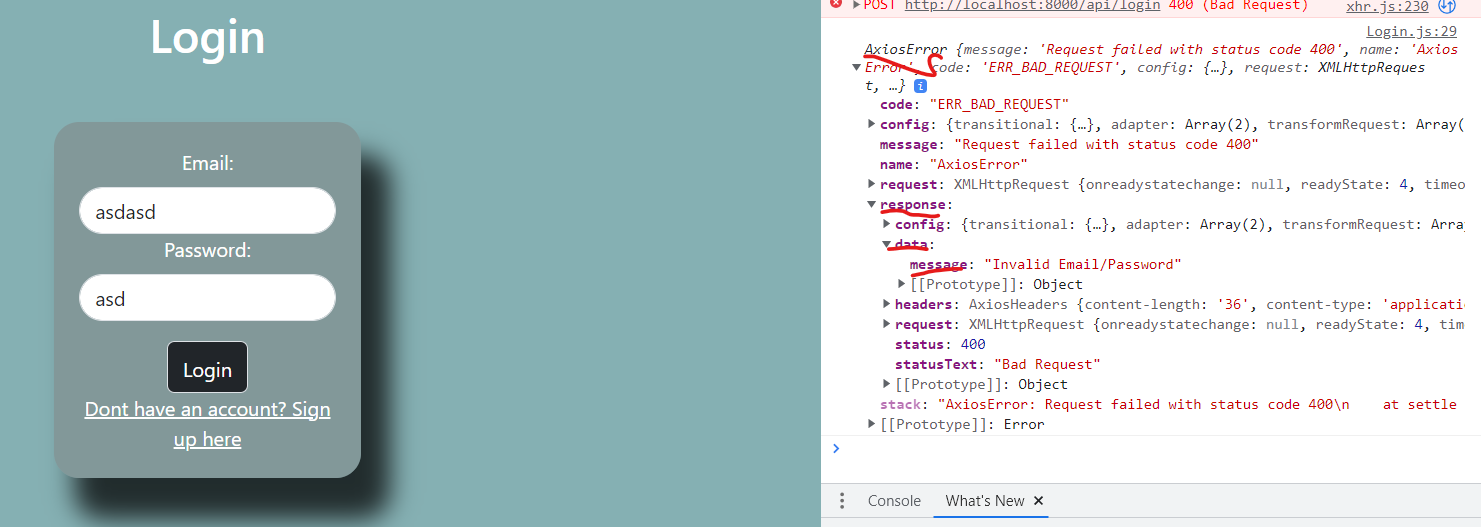 Login
Email:
asdasd
Password:
asd
Login
Dont have an account? Sign
up here
POST http://localhost:8000/api/login 400 (Bad Request) xhr.js:230
Login.js:29
AxiosError {message: 'Request failed with status code 400', name: 'Axios
Error', code: 'ERR_BAD_REQUEST', config: {…}, request: XMLHttpReques
t, …} i
code: "ERR_BAD_REQUEST"
config: {transitional: {…}, adapter: Array(2), transformRequest: Array(
message: "Request failed with status code 400"
name: "AxiosError"
request: XMLHttpRequest {onreadystatechange: null, readyState: 4, timeo
response:
config: {transitional: {…}, adapter: Array(2), transformRequest: Arra
data:
message: "Invalid Email/Password"
[[Prototype]]: Object
headers: AxiosHeaders {content-length: '36', content-type: 'applicati
request: XMLHttpRequest {onreadystatechange: null, readyState: 4, tim
status: 400
statusText: "Bad Request"
[[Prototype]]: Object
stack: "AxiosError: Request failed with status code 400\n    at settle
[[Prototype]]: Error
Console What's New